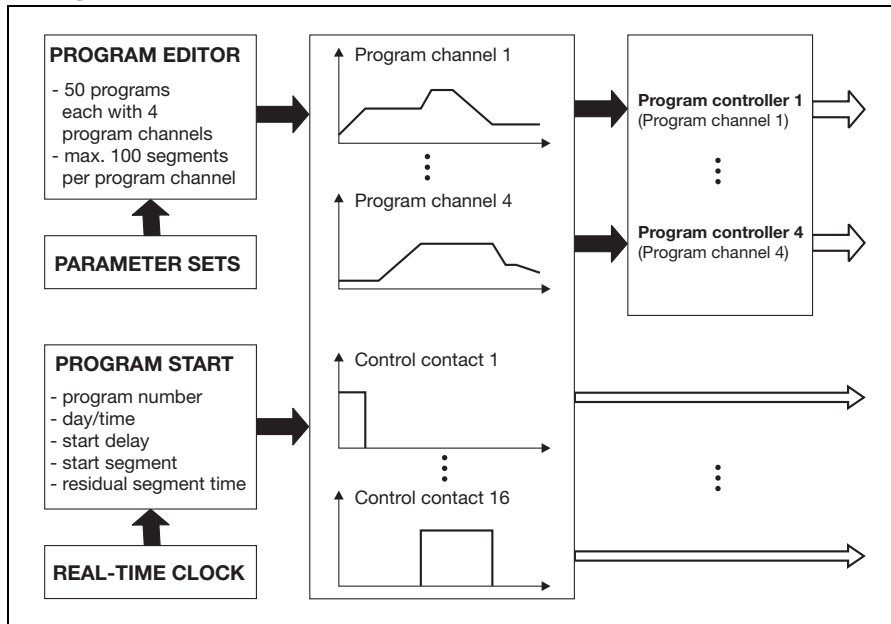 PROGRAM EDITOR
- 50 programs
each with 4
program channels
- max. 100 segments
per program channel
PARAMETER SETS
PROGRAM START
- program number
- day/time
- start delay
- start segment
- residual segment time
REAL-TIME CLOCK
Program channel 1
Program channel 4
Control contact 1
Control contact 16
Program controller 1
(Program channel 1)
Program controller 4
(Program channel 4)